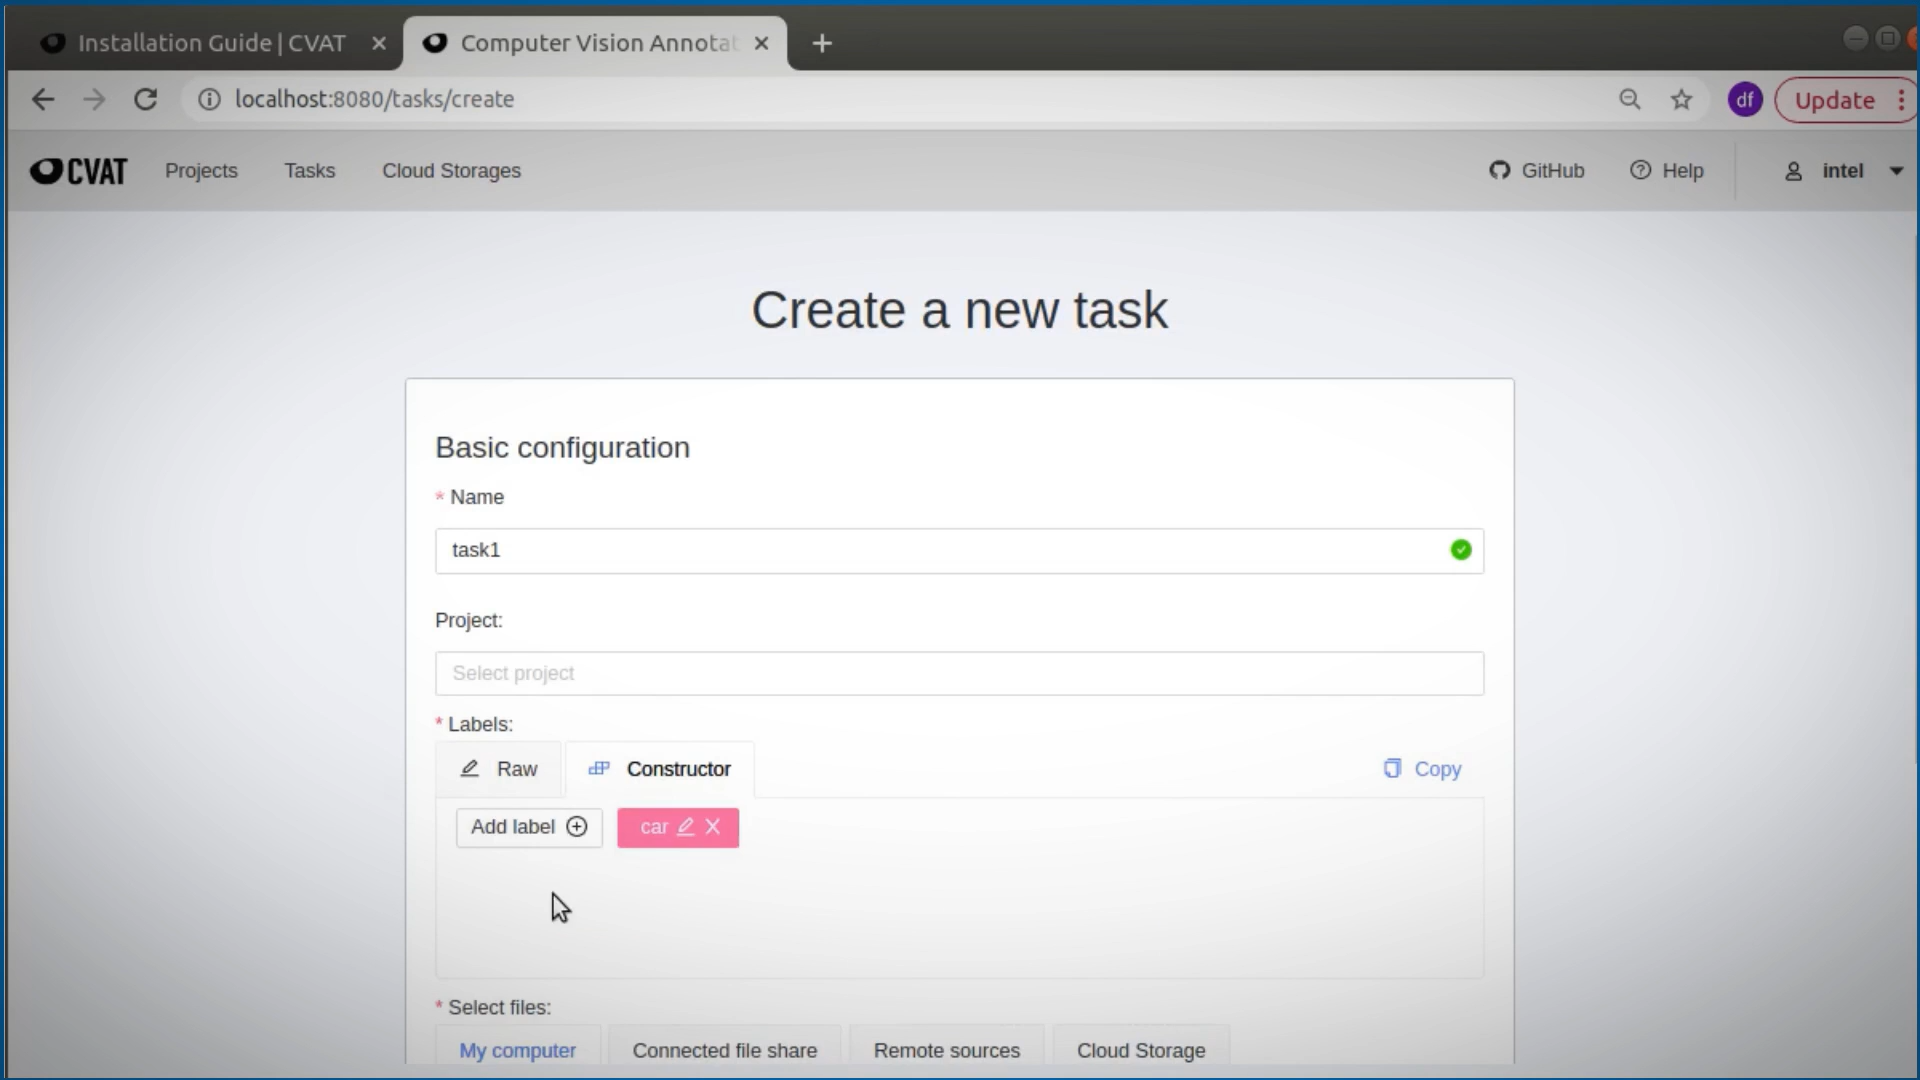 Installation Guide | CVAT
Computer Vision Annotat
localhost:8080/tasks/create
df
Update
CVAT
Projects
Tasks
Cloud Storages
GitHub
Help
intel
Create a new task
Basic configuration
* Name
task1
Project:
Select project
* Labels:
Raw
Constructor
Copy
Add label
car
* Select files:
My computer
Connected file share
Remote sources
Cloud Storage